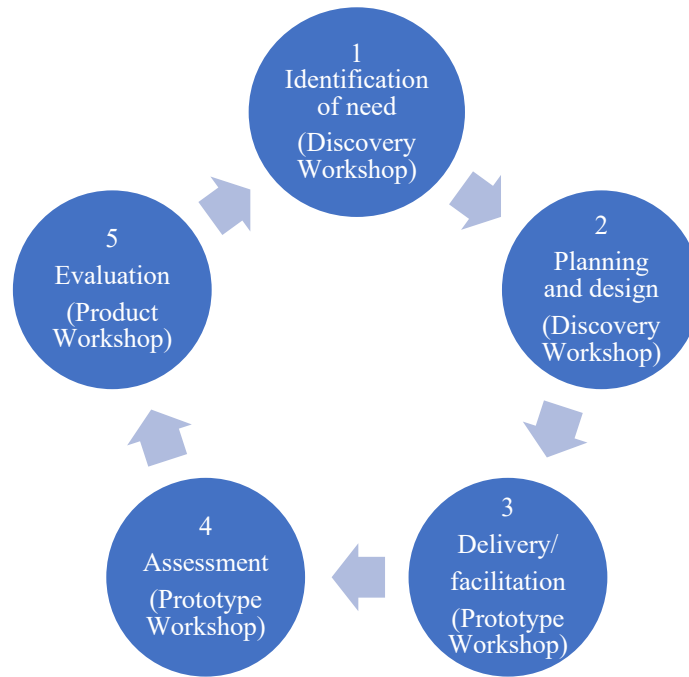 1
Identification
of need
(Discovery
Workshop)
2
Planning
and design
(Discovery
Workshop)
3
Delivery/
facilitation
(Prototype
Workshop)
4
Assessment
(Prototype
Workshop)
5
Evaluation
(Product
Workshop)